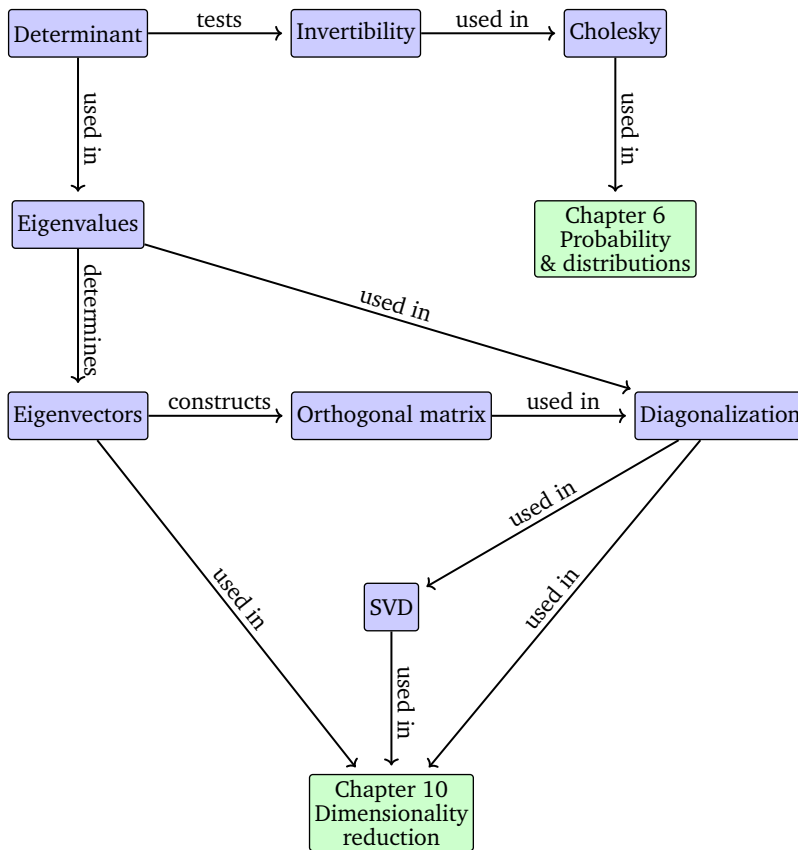 Determinant
tests
Invertibility
used in
Cholesky
used in
used in
Eigenvalues
Chapter 6
Probability
& distributions
determines
used in
Eigenvectors
constructs
Orthogonal matrix
used in
Diagonalization
used in
used in
used in
SVD
used in
Chapter 10
Dimensionality
reduction